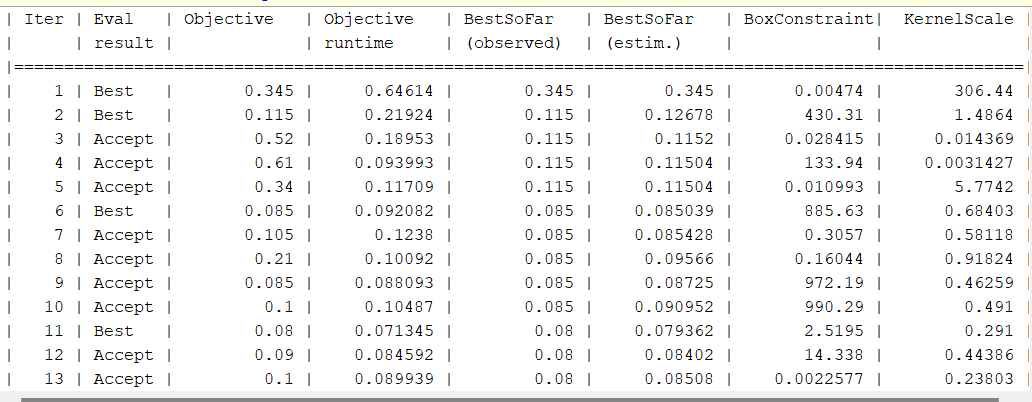 | Iter | Eval | Objective | Objective | BestSoFar | BestSoFar | BoxConstraint| KernelScale |
| | result | | runtime | (observed) | (estim.) | | |
|=====================================================================================================|
| 1 | Best | 0.345 | 0.64614 | 0.345 | 0.345 | 0.00474 | 306.44 |
| 2 | Best | 0.115 | 0.21924 | 0.115 | 0.12678 | 430.31 | 1.4864 |
| 3 | Accept | 0.52 | 0.18953 | 0.115 | 0.1152 | 0.028415 | 0.014369 |
| 4 | Accept | 0.61 | 0.093993 | 0.115 | 0.11504 | 133.94 | 0.0031427 |
| 5 | Accept | 0.34 | 0.11709 | 0.115 | 0.11504 | 0.010993 | 5.7742 |
| 6 | Best | 0.085 | 0.092082 | 0.085 | 0.085039 | 885.63 | 0.68403 |
| 7 | Accept | 0.105 | 0.1238 | 0.085 | 0.085428 | 0.3057 | 0.58118 |
| 8 | Accept | 0.21 | 0.10092 | 0.085 | 0.09566 | 0.16044 | 0.91824 |
| 9 | Accept | 0.085 | 0.088093 | 0.085 | 0.08725 | 972.19 | 0.46259 |
| 10 | Accept | 0.1 | 0.10487 | 0.085 | 0.090952 | 990.29 | 0.491 |
| 11 | Best | 0.08 | 0.071345 | 0.08 | 0.079362 | 2.5195 | 0.291 |
| 12 | Accept | 0.09 | 0.084592 | 0.08 | 0.08402 | 14.338 | 0.44386 |
| 13 | Accept | 0.1 | 0.089939 | 0.08 | 0.08508 | 0.0022577 | 0.23803 |